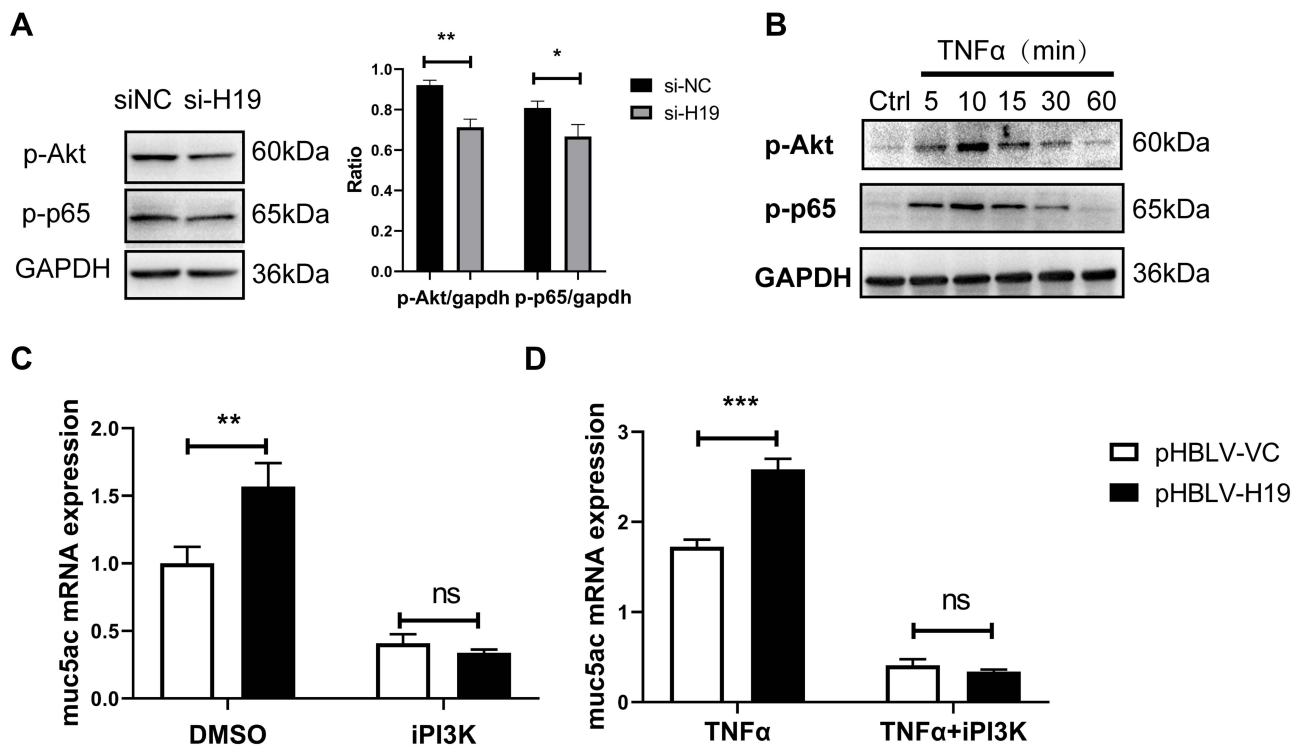 A
siNC si-H19
p-Akt
60kDa
p-p65
65kDa
GAPDH
36kDa
**
*
1.0
0.8
0.6
0.4
0.2
0.0
Ratio
p-Akt/gapdh p-p65/gapdh
si-NC
si-H19
B
TNFα（min）
Ctrl 5 10 15 30 60
p-Akt
60kDa
p-p65
65kDa
GAPDH
36kDa
C
muc5ac mRNA expression
2.0
1.5
1.0
0.5
0.0
**
ns
DMSO
iPI3K
D
muc5ac mRNA expression
3
2
1
0
***
ns
TNFα
TNFα+iPI3K
pHBLV-VC
pHBLV-H19